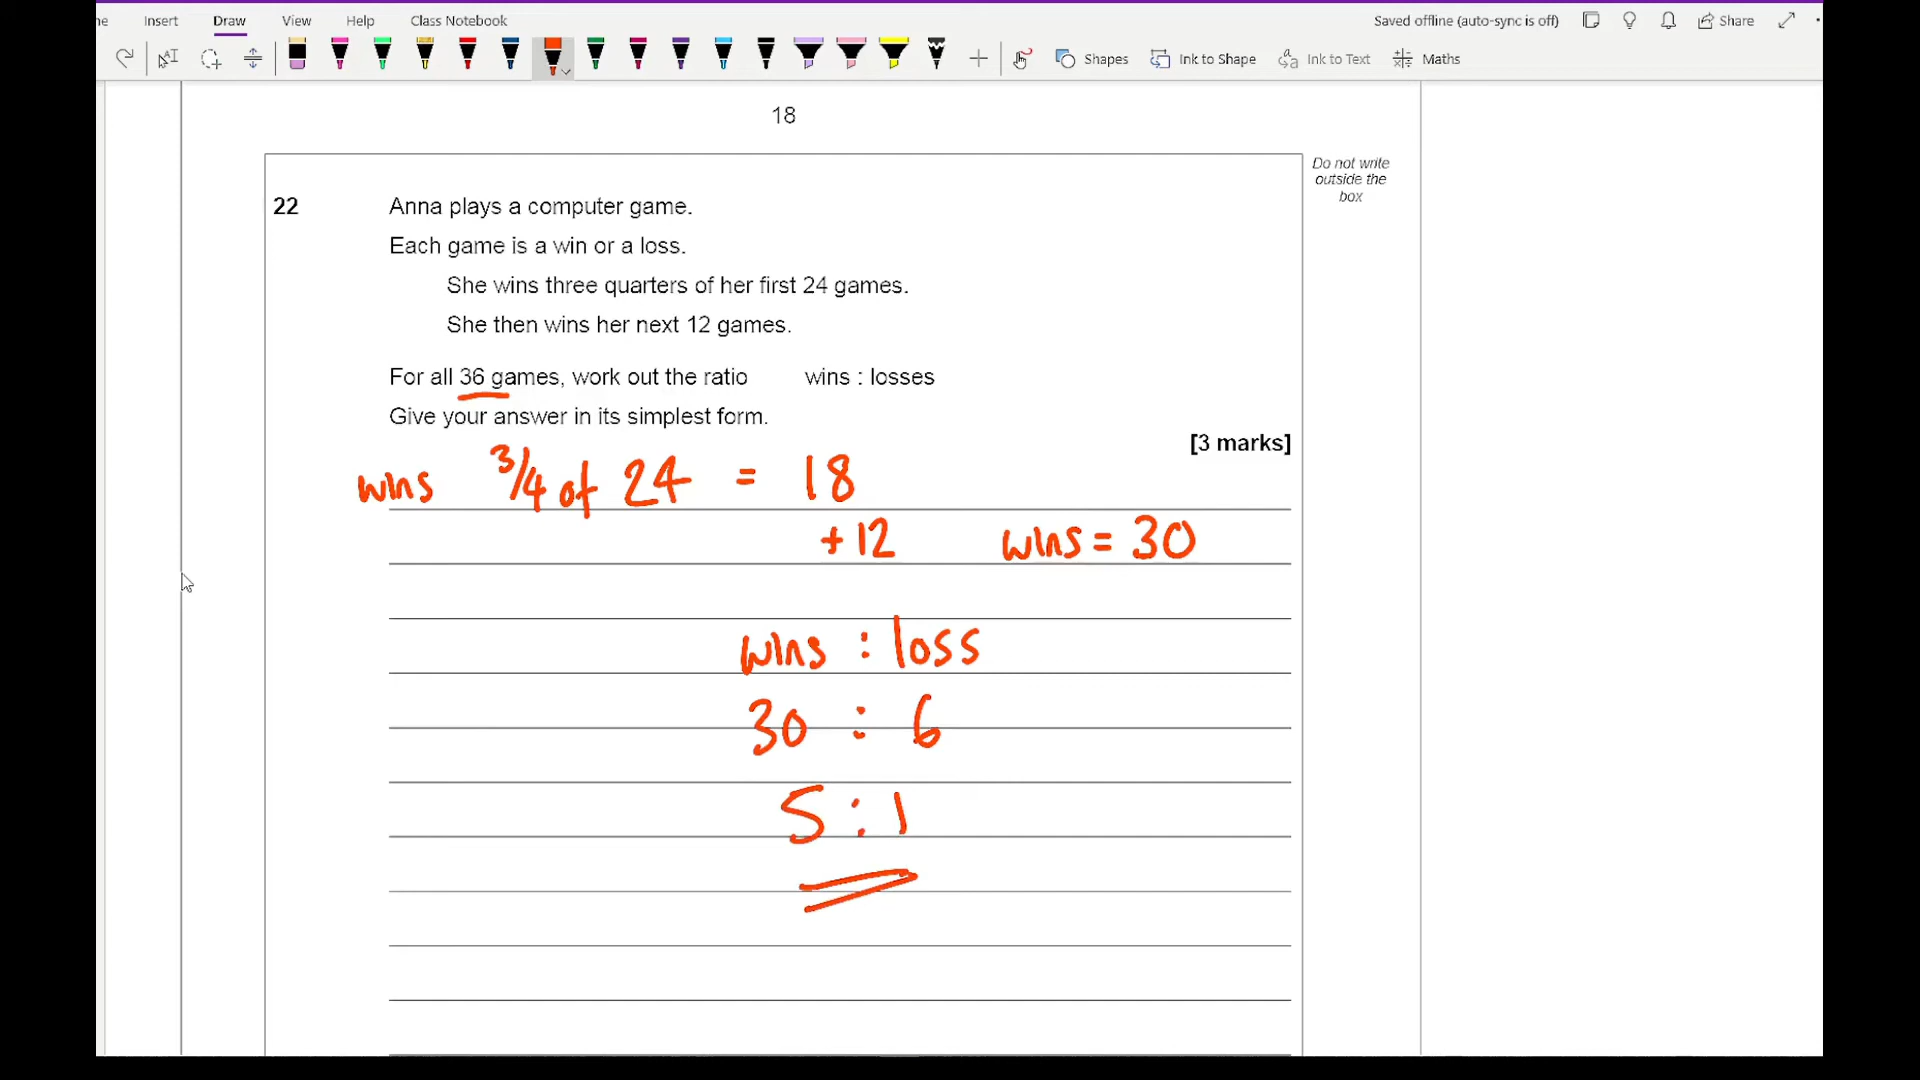 Insert Draw View Help Class Notebook Saved offline (auto-sync is off) Share
Shapes Ink to Shape Ink to Text Maths
18
Do not write
outside the
box
22 Anna plays a computer game.
Each game is a win or a loss.
She wins three quarters of her first 24 games.
She then wins her next 12 games.
For all 36 games, work out the ratio wins : losses
Give your answer in its simplest form.
[3 marks]
wins 3/4 of 24 = 18
+12 wins = 30
wins : loss
30 : 6
5 : 1